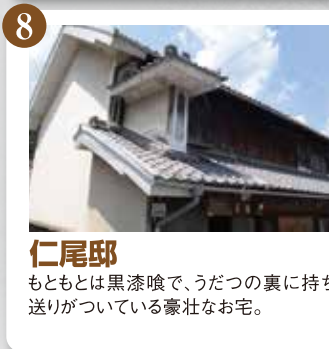 8
仁尾邸
もともとは黒漆喰で、うだつの裏に持ち
送りがついている豪壮なお宅。